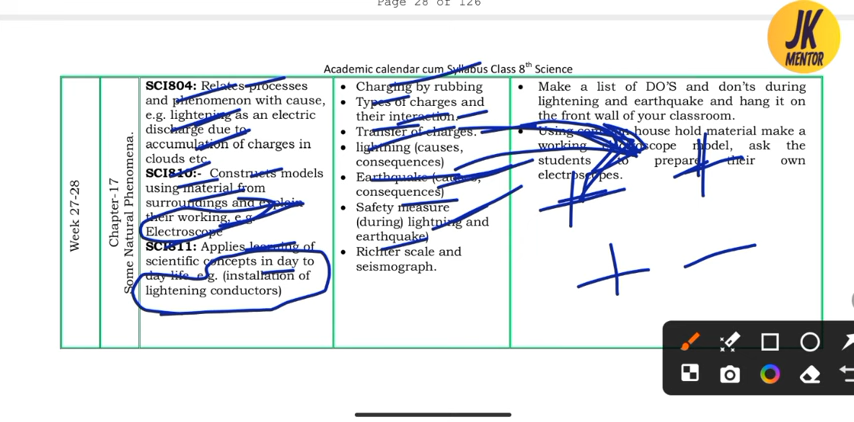 Page 28 of 126
JK
MENTOR
Academic calendar cum Syllabus Class 8th Science
Week 27-28
Chapter-17
Some Natural Phenomena.
SCI804: Relates processes
and phenomenon with cause,
e.g. lightening as an electric
discharge due to
accumulation of charges in
clouds etc.
SCI810:- Constructs models
using material from
surroundings and explain
their working, e.g.
Electroscope
SCI811: Applies learning of
scientific concepts in day to
day life, e.g. (installation of
lightening conductors)
• Charging by rubbing
• Types of charges and
their interaction.
• Transfer of charges.
• lightning (causes,
consequences)
• Earthquake (causes,
consequences)
• Safety measure
(during) lightning and
earthquake)
• Richter scale and
seismograph.
• Make a list of DO'S and don'ts during
lightening and earthquake and hang it on
the front wall of your classroom.
• Using common house hold material make a
working model, ask the
students to prepare their own
electroscopes.
+ −